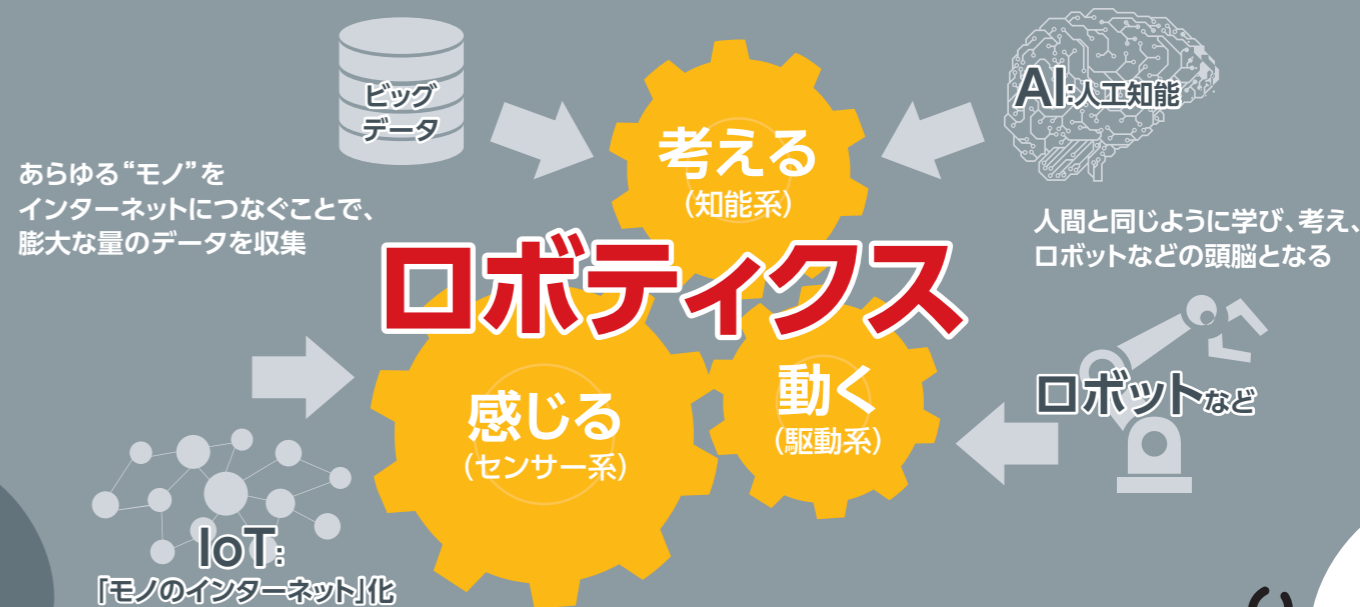 ビッグ
データ
考える
(知能系)
AI:人工知能
あらゆる“モノ”を
インターネットにつなぐことで、
膨大な量のデータを収集
人間と同じように学び、考え、
ロボットなどの頭脳となる
ロボティクス
感じる
(センサー系)
動く
(駆動系)
ロボットなど
IoT:
「モノのインターネット」化